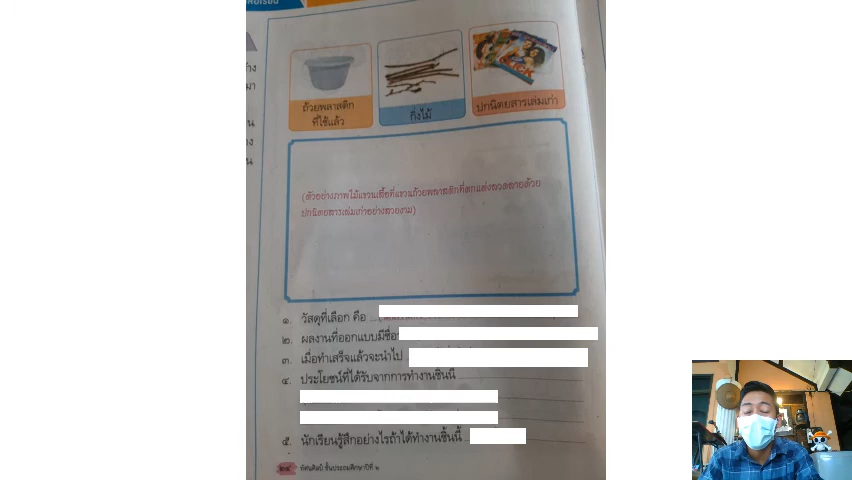 ถ้วยพลาสติก
ที่ใช้แล้ว
กิ่งไม้
ปกนิตยสารเล่มเก่า
(ตัวอย่างภาพไม้แขวนเสื้อที่แขวนถ้วยพลาสติกที่ตกแต่งลวดลายด้วย
ปกนิตยสารเล่มเก่าอย่างสวยงาม)
๑. วัสดุที่เลือก คือ
๒. ผลงานที่ออกแบบมีชื่อ
๓. เมื่อทำเสร็จแล้วจะนำไป
๔. ประโยชน์ที่ได้รับจากการทำงานชิ้นนี้
๕. นักเรียนรู้สึกอย่างไรถ้าได้ทำงานชิ้นนี้
๒๔ ทัศนศิลป์ ชั้นประถมศึกษาปีที่ ๖